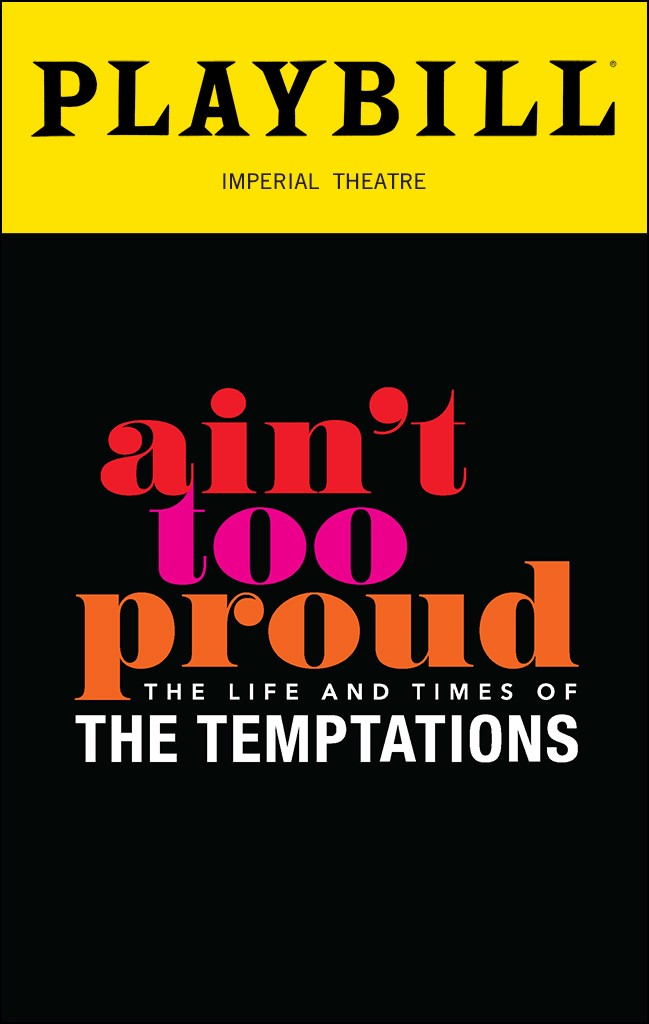 PLAYBILL®
IMPERIAL THEATRE
ain't
too
proud
THE LIFE AND TIMES OF
THE TEMPTATIONS